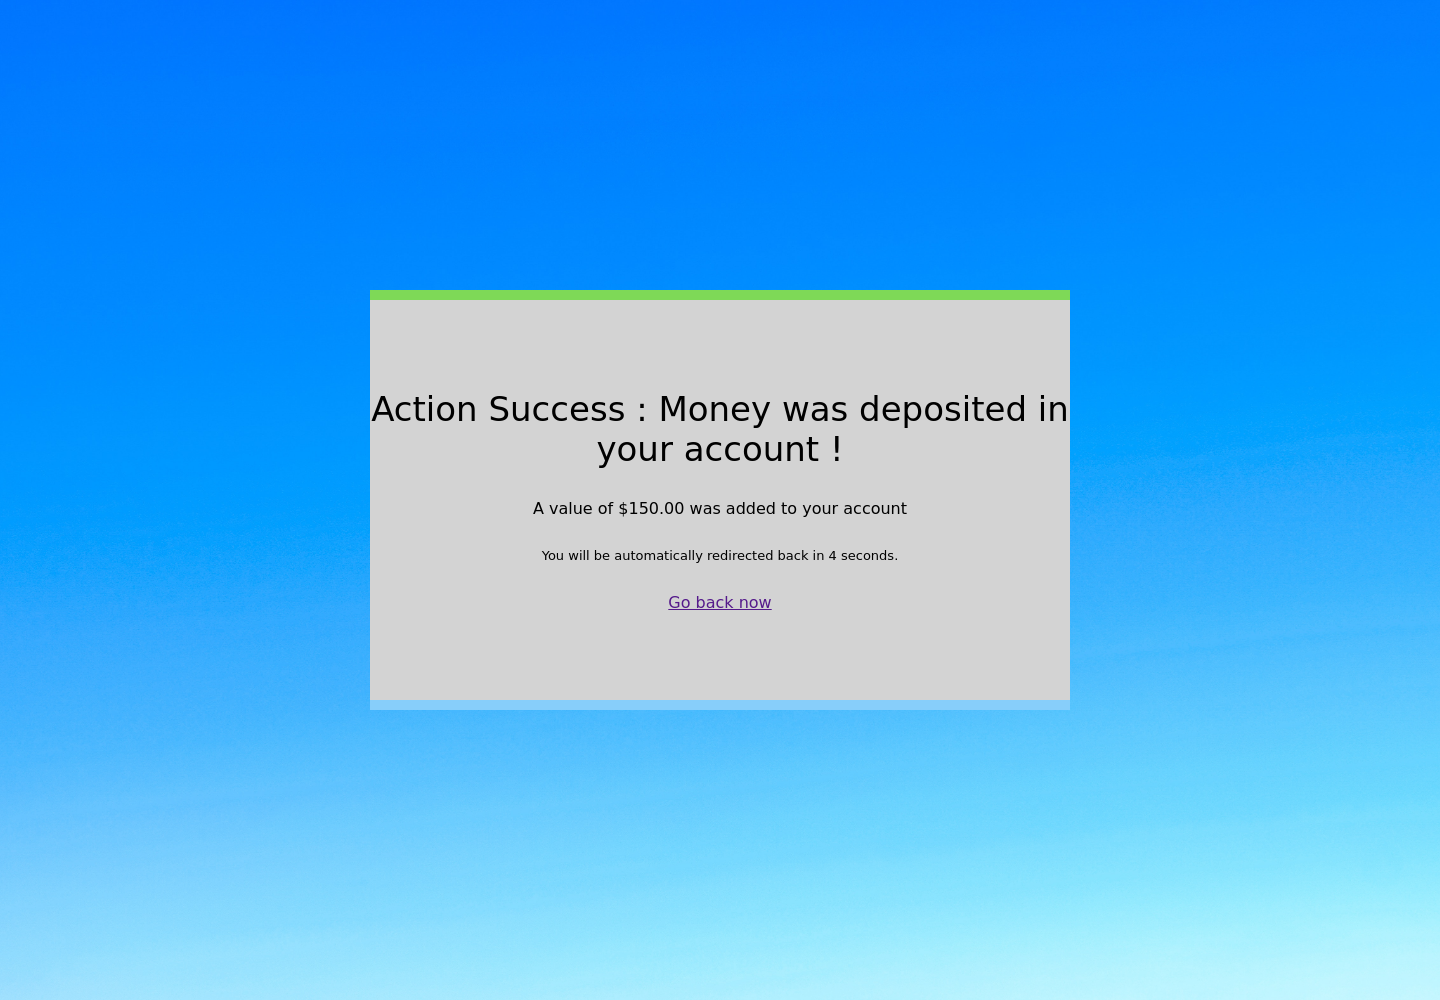 Action Success : Money was deposited in
your account !
A value of $150.00 was added to your account
You will be automatically redirected back in 4 seconds.
Go back now